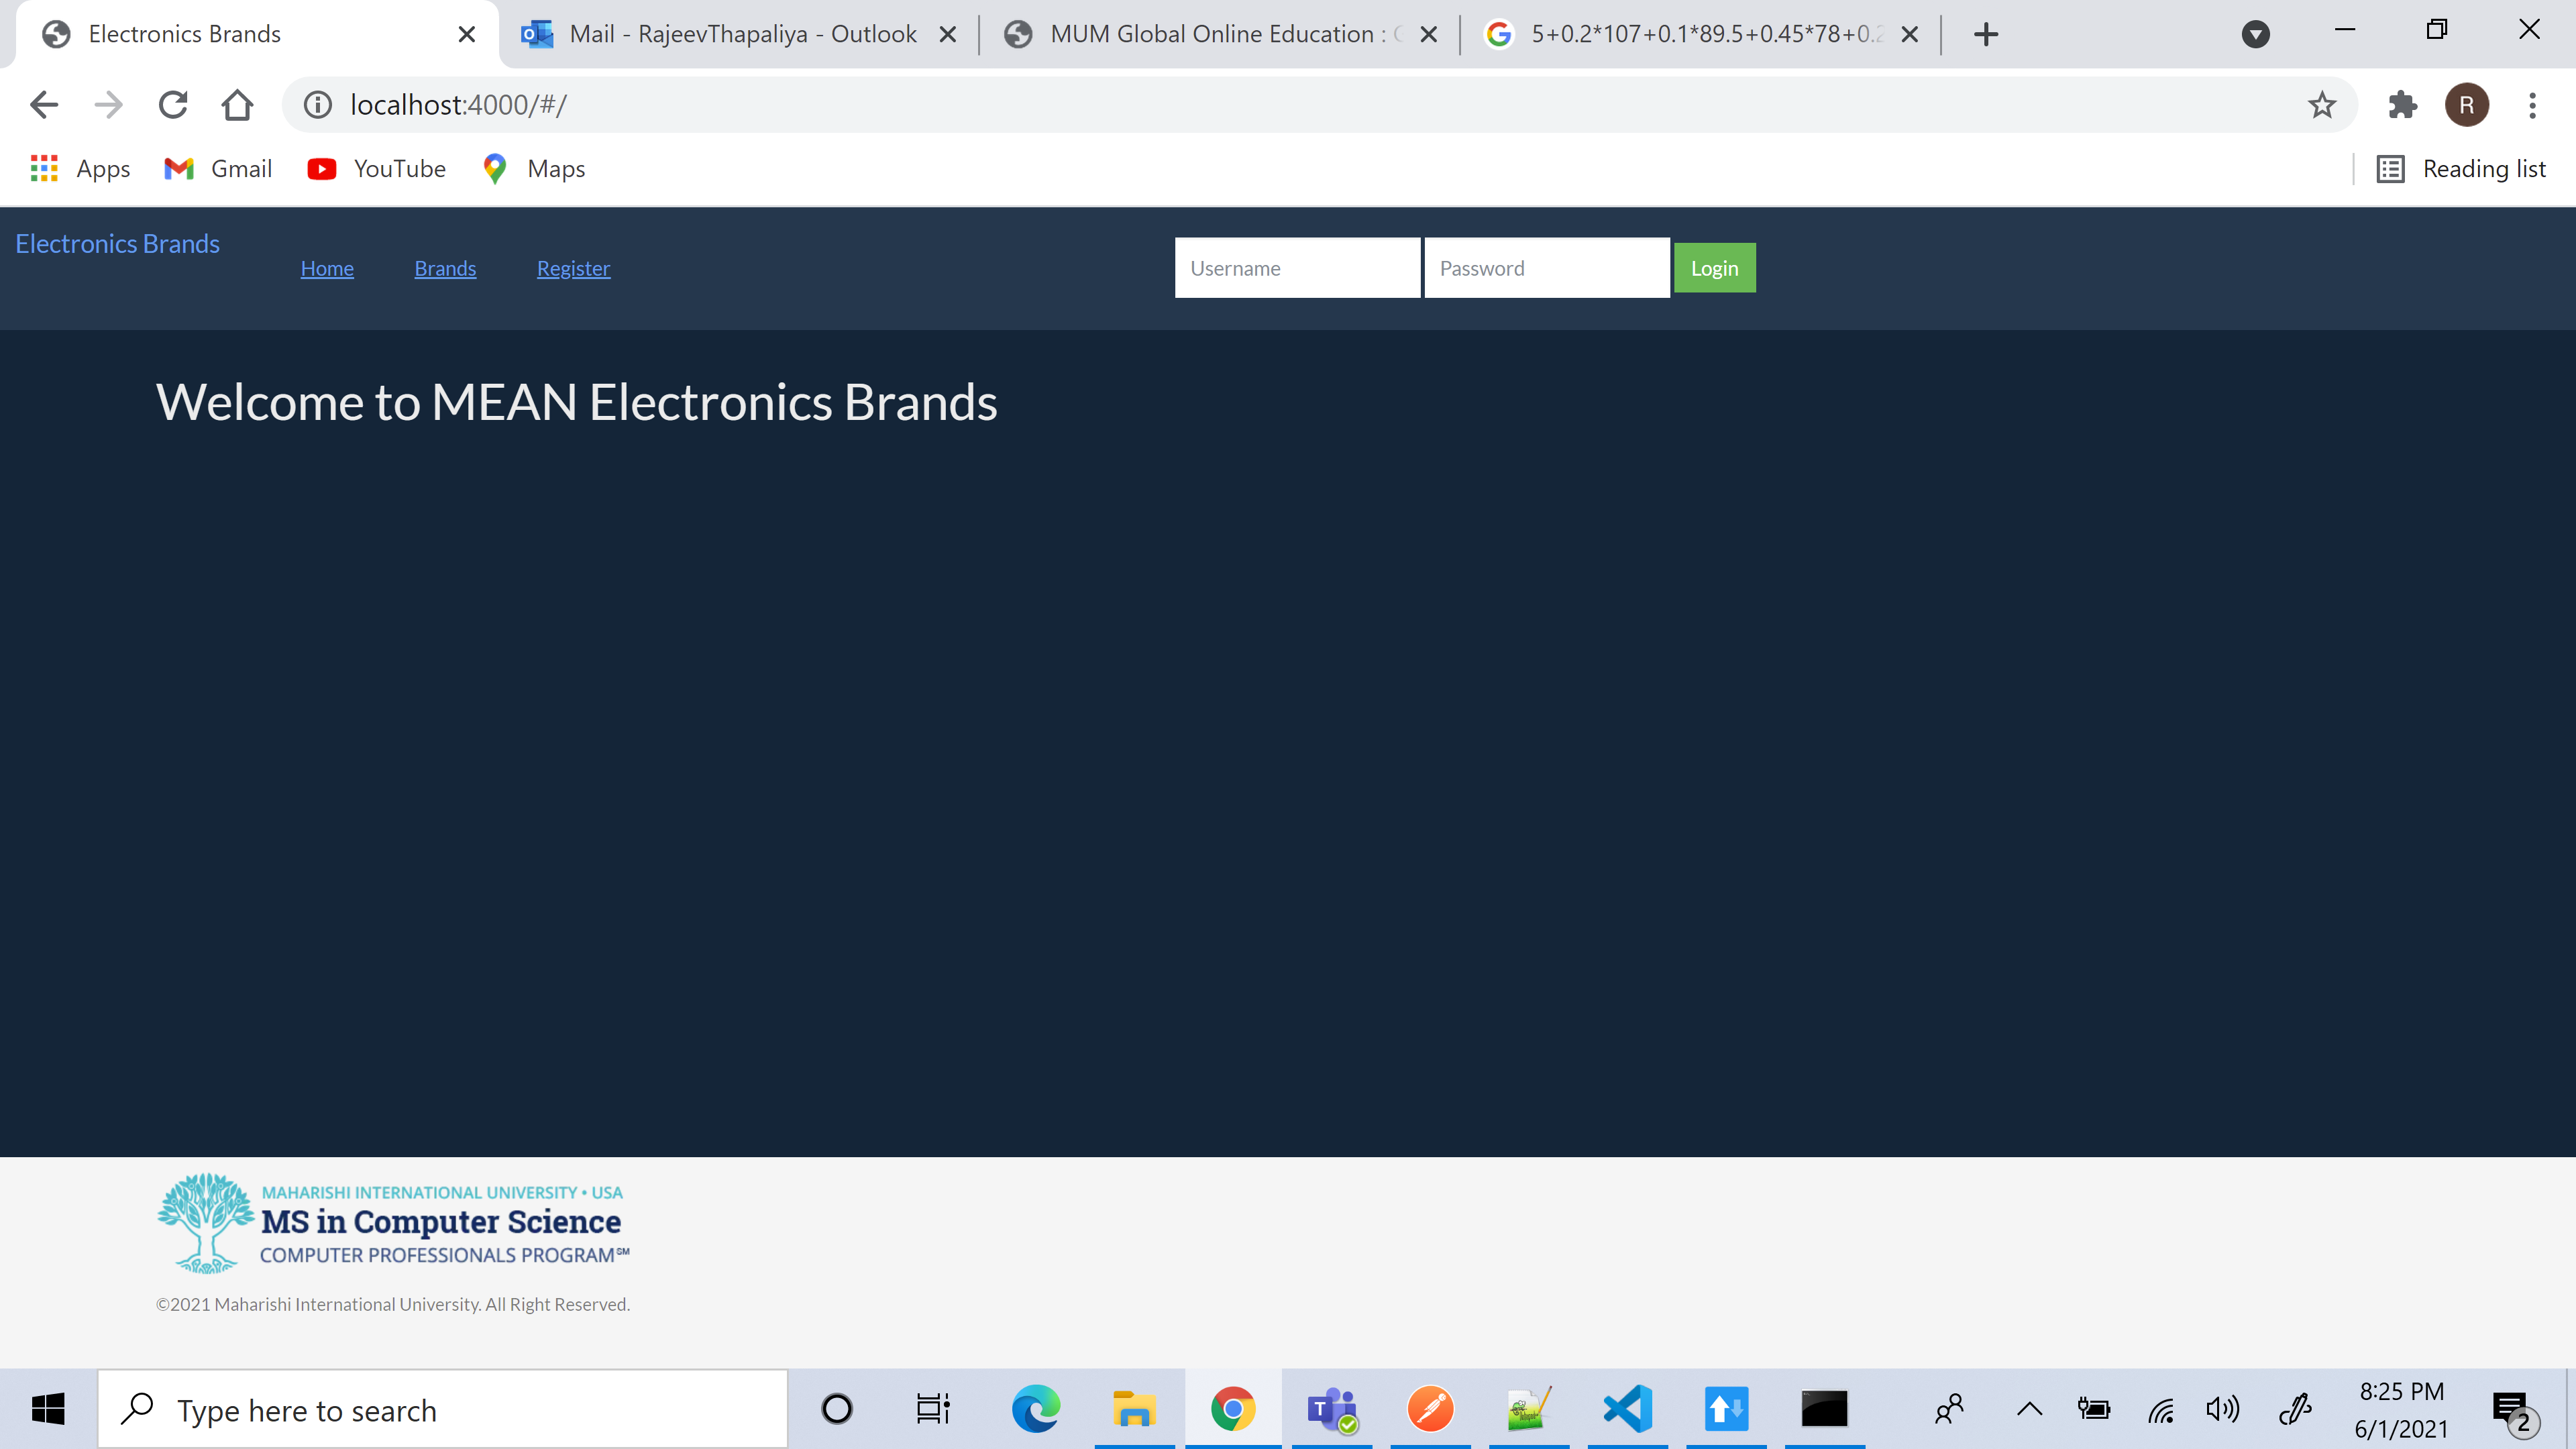 Electronics Brands
Mail - RajeevThapaliya - Outlook
MUM Global Online Education :
5+0.2*107+0.1*89.5+0.45*78+0.2
localhost:4000/#/
R
Apps
Gmail
YouTube
Maps
Reading list
Electronics Brands
Home
Brands
Register
Username
Password
Login
Welcome to MEAN Electronics Brands
MAHARISHI INTERNATIONAL UNIVERSITY • USA
MS in Computer Science
COMPUTER PROFESSIONALS PROGRAM℠
©2021 Maharishi International University. All Right Reserved.
Type here to search
8:25 PM
6/1/2021
2